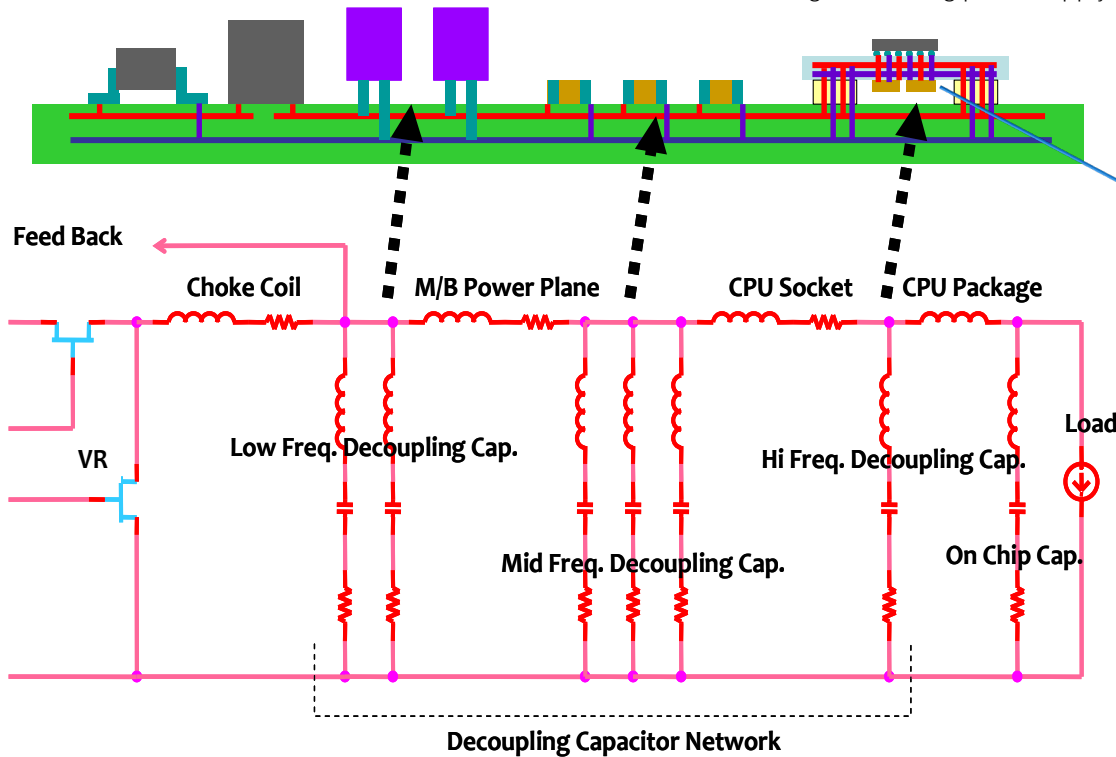 Feed Back
Choke Coil
M/B Power Plane
CPU Socket
CPU Package
Load
Low Freq. Decoupling Cap.
VR
Hi Freq. Decoupling Cap.
Mid Freq. Decoupling Cap.
On Chip Cap.
Decoupling Capacitor Network